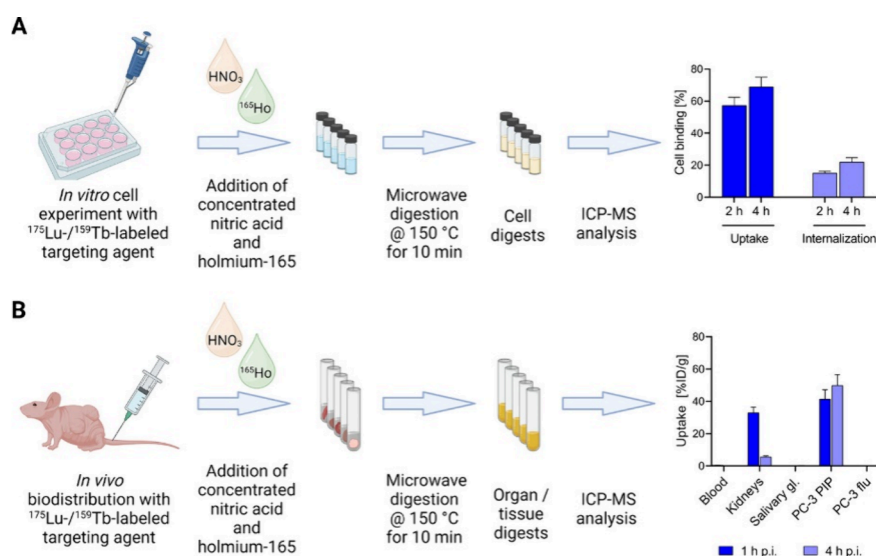 A
HNO₃
¹⁶⁵Ho
In vitro cell
experiment with
¹⁷⁵Lu-/¹⁵⁹Tb-labeled
targeting agent
Addition of
concentrated
nitric acid
and
holmium-165
Microwave
digestion
@ 150 °C
for 10 min
Cell
digests
ICP-MS
analysis
Cell binding [%]
80
60
40
20
0
2 h 4 h
2 h 4 h
Uptake
Internalization
B
HNO₃
¹⁶⁵Ho
In vivo
biodistribution with
¹⁷⁵Lu-/¹⁵⁹Tb-labeled
targeting agent
Addition of
concentrated
nitric acid
and
holmium-165
Microwave
digestion
@ 150 °C
for 10 min
Organ /
tissue
digests
ICP-MS
analysis
Uptake [%ID/g]
80
60
40
20
0
Blood
Kidneys
Salivary gl.
PC-3 PIP
PC-3 flu
1 h p.i.
4 h p.i.